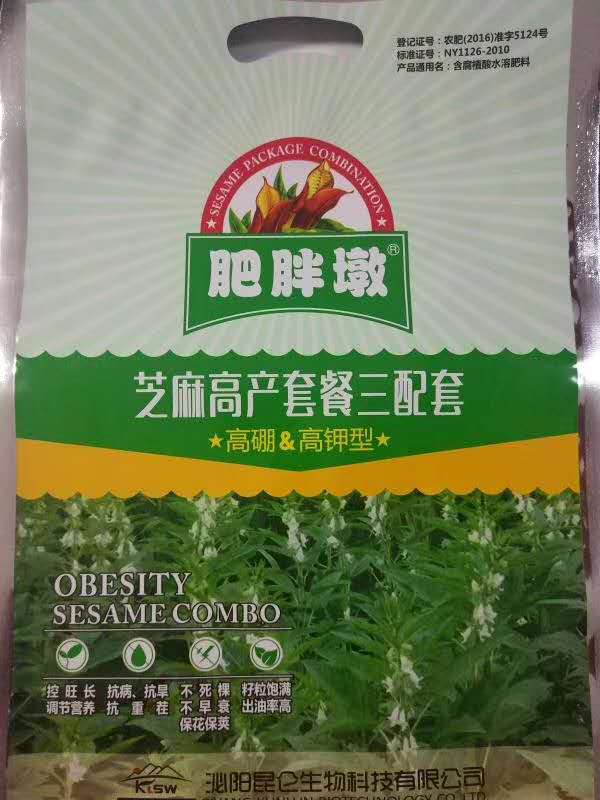 登记证号：农肥(2016)准字5124号
标准证号：NY1126-2010
产品通用名：含腐植酸水溶肥料
★ SESAME PACKAGE COMBINATION ★
肥胖墩®
芝麻高产套餐三配套
★高硼&高钾型★
OBESITY
SESAME COMBO
控旺长 抗病、抗旱 不死棵 籽粒饱满
调节营养 抗重茬 不早衰 出油率高
保花保荚
KLSW
泌阳昆仑生物科技有限公司